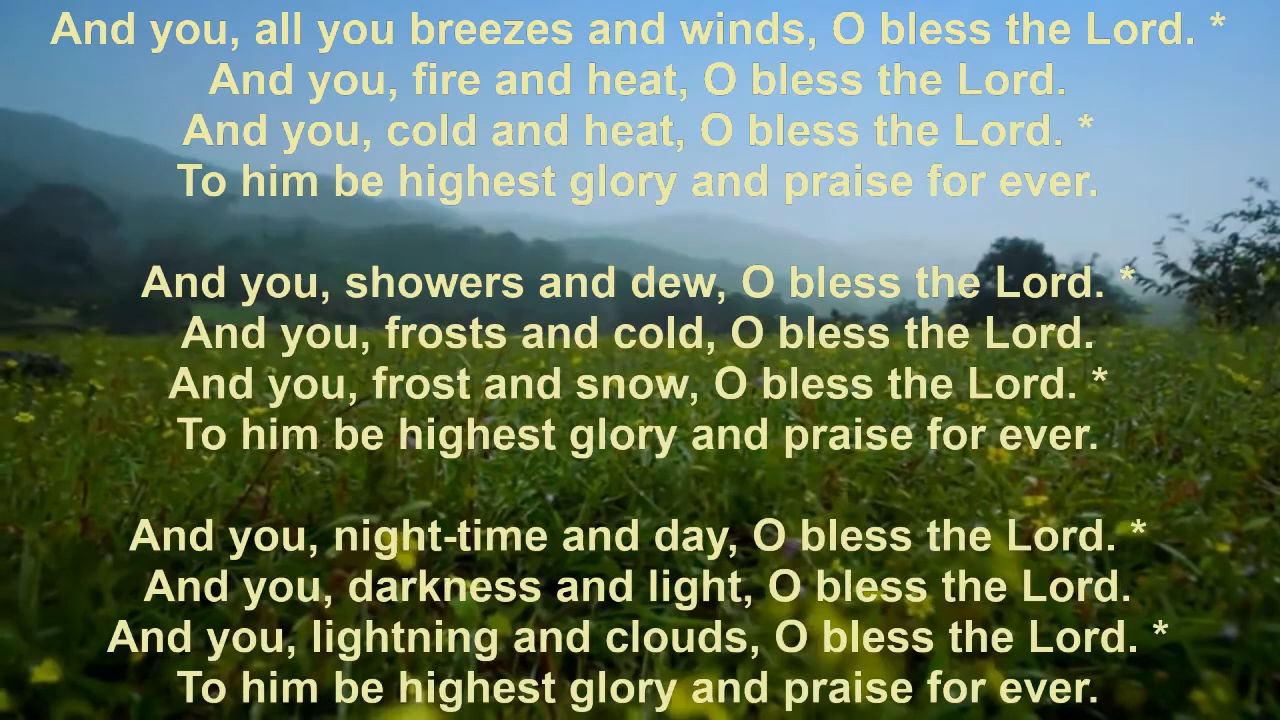 And you, all you breezes and winds, O bless the Lord. *
And you, fire and heat, O bless the Lord.
And you, cold and heat, O bless the Lord. *
To him be highest glory and praise for ever.
And you, showers and dew, O bless the Lord. *
And you, frosts and cold, O bless the Lord.
And you, frost and snow, O bless the Lord. *
To him be highest glory and praise for ever.
And you, night-time and day, O bless the Lord. *
And you, darkness and light, O bless the Lord.
And you, lightning and clouds, O bless the Lord. *
To him be highest glory and praise for ever.